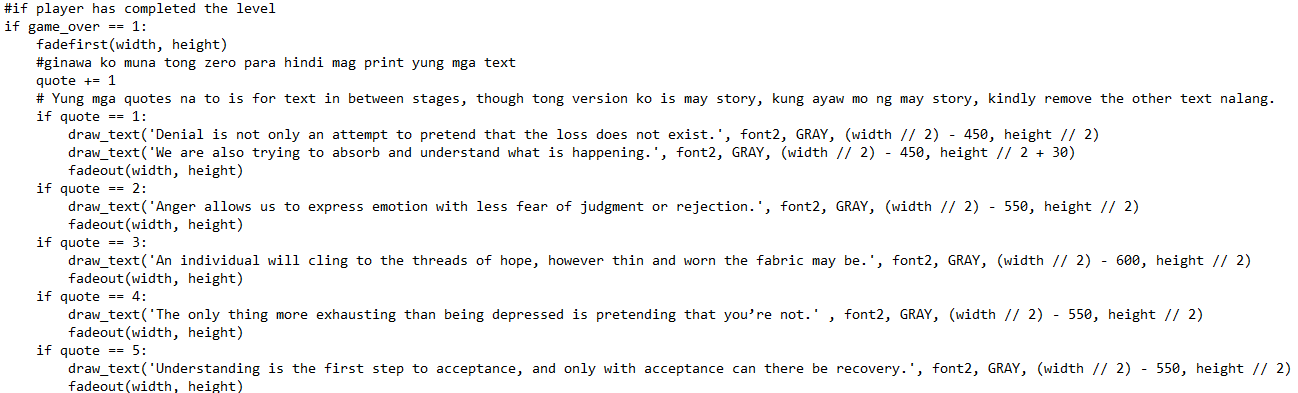 #if player has completed the level
if game_over == 1:
    fadefirst(width, height)
    #ginawa ko muna tong zero para hindi mag print yung mga text
    quote += 1
    # Yung mga quotes na to is for text in between stages, though tong version ko is may story, kung ayaw mo ng may story, kindly remove the other text nalang.
    if quote == 1:
        draw_text('Denial is not only an attempt to pretend that the loss does not exist.', font2, GRAY, (width // 2) - 450, height // 2)
        draw_text('We are also trying to absorb and understand what is happening.', font2, GRAY, (width // 2) - 450, height // 2 + 30)
        fadeout(width, height)
    if quote == 2:
        draw_text('Anger allows us to express emotion with less fear of judgment or rejection.', font2, GRAY, (width // 2) - 550, height // 2)
        fadeout(width, height)
    if quote == 3:
        draw_text('An individual will cling to the threads of hope, however thin and worn the fabric may be.', font2, GRAY, (width // 2) - 600, height // 2)
        fadeout(width, height)
    if quote == 4:
        draw_text('The only thing more exhausting than being depressed is pretending that you’re not.' , font2, GRAY, (width // 2) - 550, height // 2)
        fadeout(width, height)
    if quote == 5:
        draw_text('Understanding is the first step to acceptance, and only with acceptance can there be recovery.', font2, GRAY, (width // 2) - 550, height // 2)
        fadeout(width, height)